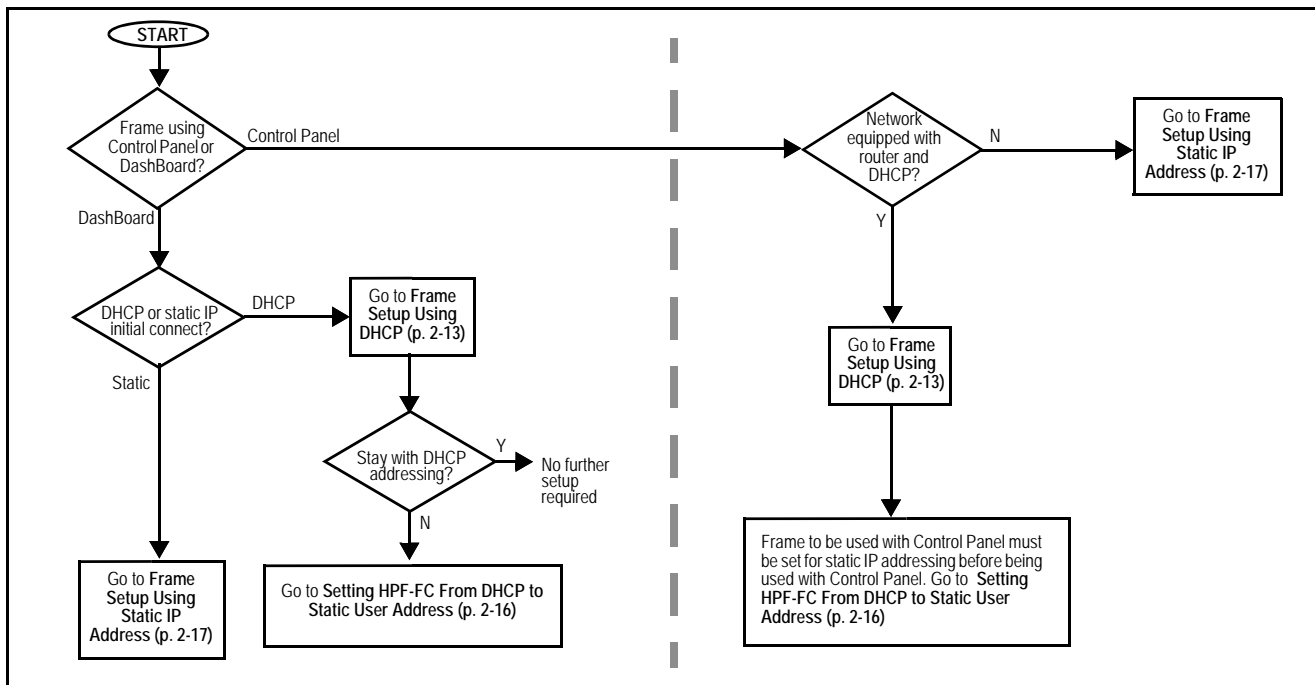 START
Frame using
Control Panel or
DashBoard?
Control Panel
DashBoard
DHCP or static IP
initial connect?
DHCP
Static
Go to Frame
Setup Using
DHCP (p. 2-13)
Stay with DHCP
addressing?
Y
No further
setup
required
N
Go to Frame
Setup Using
Static IP
Address (p. 2-17)
Go to Setting HPF-FC From DHCP to
Static User Address (p. 2-16)
Network
equipped with
router and
DHCP?
N
Go to Frame
Setup Using
Static IP
Address (p. 2-17)
Y
Go to Frame
Setup Using
DHCP (p. 2-13)
Frame to be used with Control Panel must
be set for static IP addressing before being
used with Control Panel. Go to Setting
HPF-FC From DHCP to Static User
Address (p. 2-16)